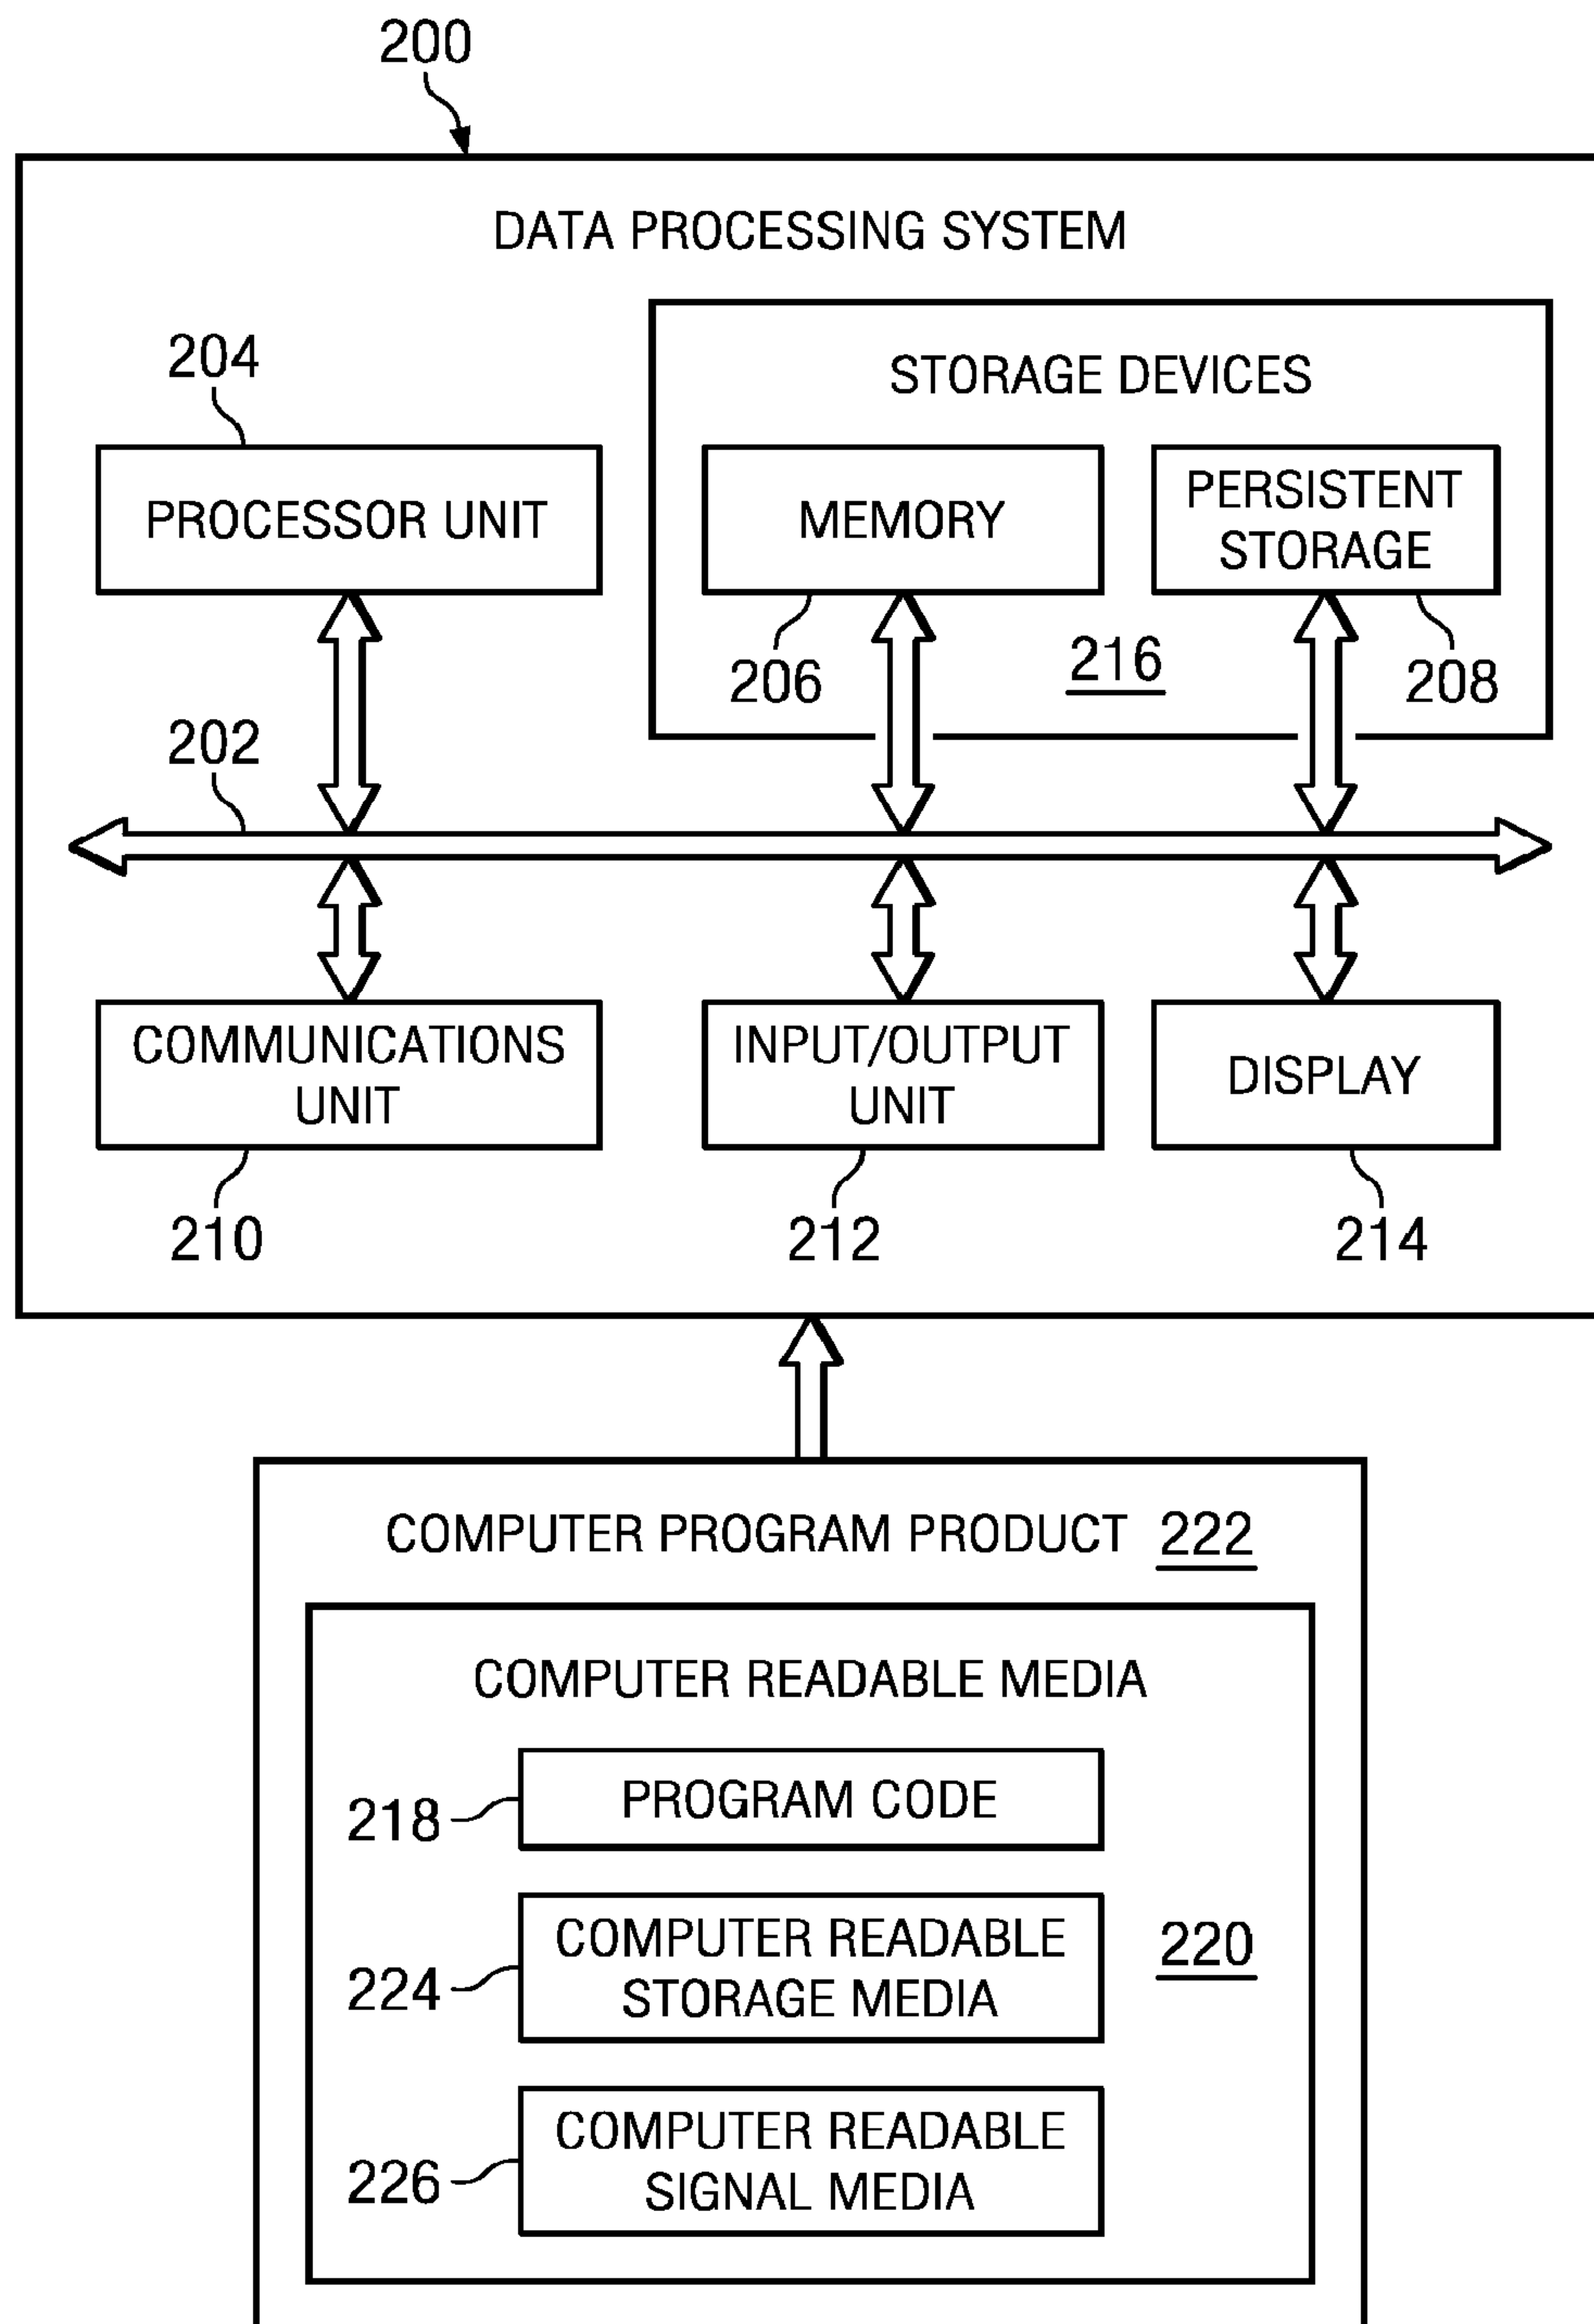 200
DATA PROCESSING SYSTEM
204
STORAGE DEVICES
PROCESSOR UNIT
MEMORY
PERSISTENT
STORAGE
206
216
208
202
COMMUNICATIONS
UNIT
INPUT/OUTPUT
UNIT
DISPLAY
210
212
214
COMPUTER PROGRAM PRODUCT 222
COMPUTER READABLE MEDIA
218
PROGRAM CODE
224
COMPUTER READABLE
STORAGE MEDIA
220
226
COMPUTER READABLE
SIGNAL MEDIA